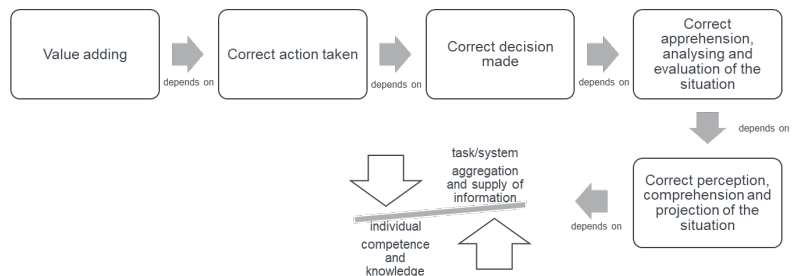 Value adding
depends on
Correct action taken
depends on
Correct decision
made
depends on
Correct
apprehension,
analysing and
evaluation of the
situation
depends on
Correct perception,
comprehension and
projection of the
situation
depends on
task/system
aggregation
and supply of
information
individual
competence
and
knowledge